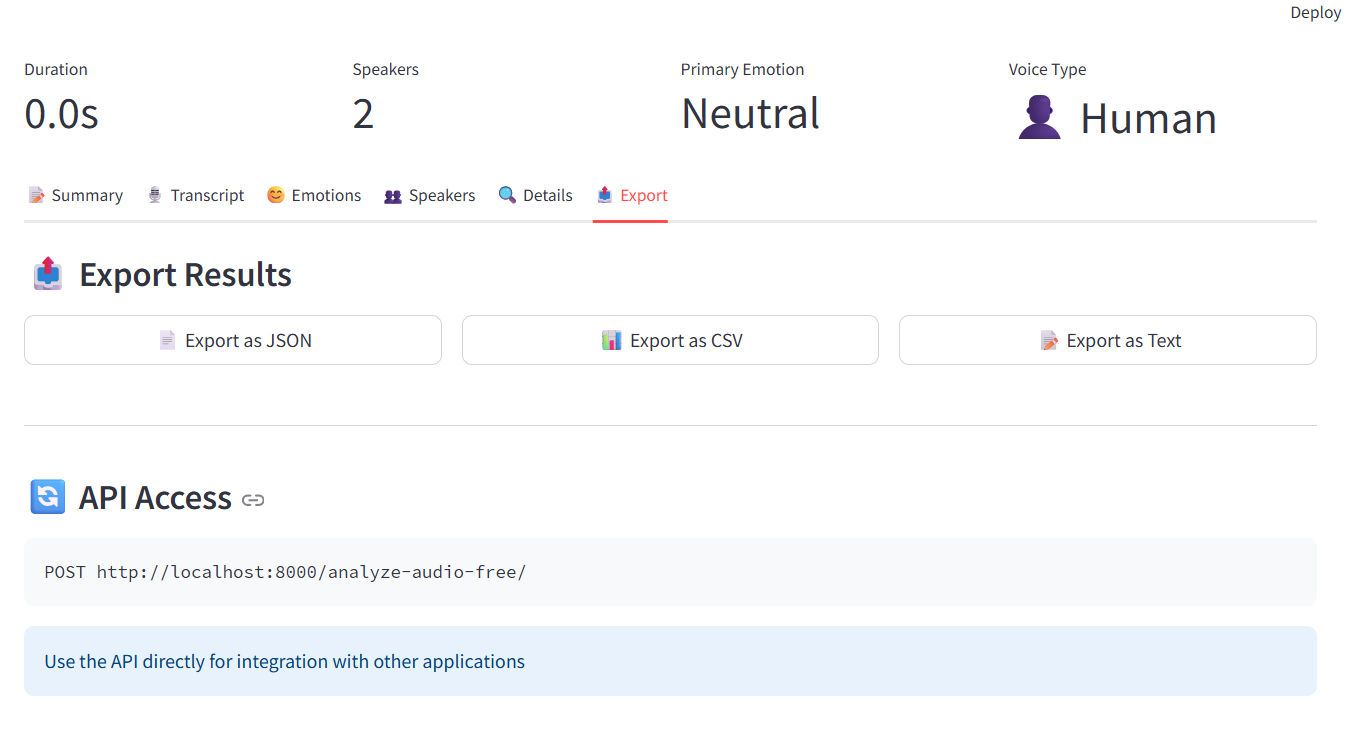 Deploy
Duration
Speakers
Primary Emotion
Voice Type
0.0s
2
Neutral
Human
Summary
Transcript
Emotions
Speakers
Details
Export
Export Results
Export as JSON
Export as CSV
Export as Text
API Access
POST http://localhost:8000/analyze-audio-free/
Use the API directly for integration with other applications